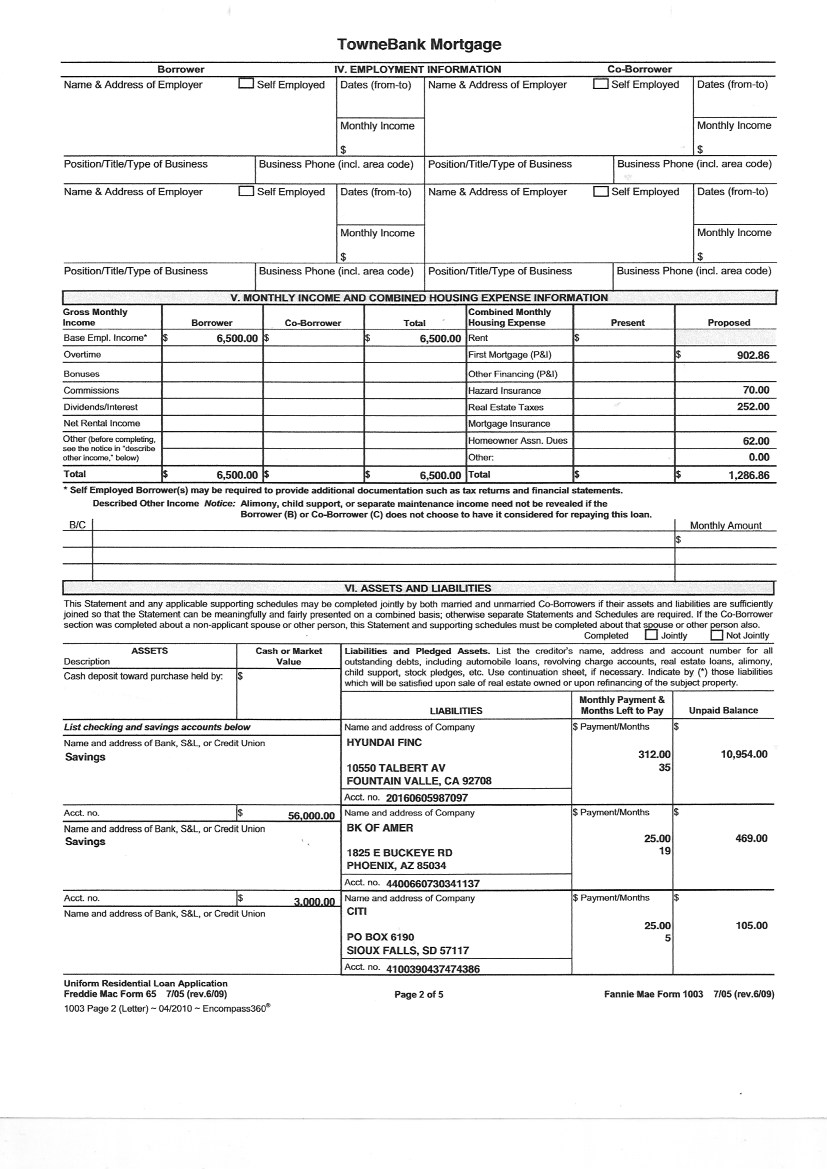 TowneBank Mortgage
Borrower IV. EMPLOYMENT INFORMATION Co-Borrower
Name & Address of Employer Self Employed Dates (from-to) Name & Address of Employer Self Employed Dates (from-to)
Monthly Income Monthly Income
$ $
Position/Title/Type of Business Business Phone (incl. area code) Position/Title/Type of Business Business Phone (incl. area code)
Name & Address of Employer Self Employed Dates (from-to) Name & Address of Employer Self Employed Dates (from-to)
Monthly Income Monthly Income
$ $
Position/Title/Type of Business Business Phone (incl. area code) Position/Title/Type of Business Business Phone (incl. area code)
V. MONTHLY INCOME AND COMBINED HOUSING EXPENSE INFORMATION
Gross Monthly Income Borrower Co-Borrower Total Combined Monthly Housing Expense Present Proposed
Base Empl. Income* $ 6,500.00 $ $ 6,500.00 Rent $
Overtime First Mortgage (P&I) $ 902.86
Bonuses Other Financing (P&I)
Commissions Hazard Insurance 70.00
Dividends/Interest Real Estate Taxes 252.00
Net Rental Income Mortgage Insurance
Other (before completing, Homeowner Assn. Dues 62.00
see the notice in "describe
other income," below) Other: 0.00
Total $ 6,500.00 $ $ 6,500.00 Total $ $ 1,286.86
* Self Employed Borrower(s) may be required to provide additional documentation such as tax returns and financial statements.
Described Other Income Notice: Alimony, child support, or separate maintenance income need not be revealed if the
Borrower (B) or Co-Borrower (C) does not choose to have it considered for repaying this loan.
B/C Monthly Amount
$
VI. ASSETS AND LIABILITIES
This Statement and any applicable supporting schedules may be completed jointly by both married and unmarried Co-Borrowers if their assets and liabilities are sufficiently
joined so that the Statement can be meaningfully and fairly presented on a combined basis; otherwise separate Statements and Schedules are required. If the Co-Borrower
section was completed about a non-applicant spouse or other person, this Statement and supporting schedules must be completed about that spouse or other person also.
Completed Jointly Not Jointly
ASSETS
Description
Cash or Market
Value
Cash deposit toward purchase held by: $
Liabilities and Pledged Assets. List the creditor's name, address and account number for all
outstanding debts, including automobile loans, revolving charge accounts, real estate loans, alimony,
child support, stock pledges, etc. Use continuation sheet, if necessary. Indicate by (*) those liabilities
which will be satisfied upon sale of real estate owned or upon refinancing of the subject property.
LIABILITIES
Monthly Payment &
Months Left to Pay
Unpaid Balance
List checking and savings accounts below
Name and address of Bank, S&L, or Credit Union
Savings
Name and address of Company $ Payment/Months $
HYUNDAI FINC
312.00 10,954.00
10550 TALBERT AV 35
FOUNTAIN VALLE, CA 92708
Acct. no. 20160605987097
Acct. no. $ 56,000.00
Name and address of Bank, S&L, or Credit Union
Savings
Name and address of Company $ Payment/Months $
BK OF AMER
25.00 469.00
1825 E BUCKEYE RD 19
PHOENIX, AZ 85034
Acct. no. 4400660730341137
Acct. no. $ 3,000.00
Name and address of Bank, S&L, or Credit Union
Name and address of Company $ Payment/Months $
CITI
25.00 105.00
PO BOX 6190 5
SIOUX FALLS, SD 57117
Acct. no. 4100390437474386
Uniform Residential Loan Application
Freddie Mac Form 65 7/05 (rev.6/09) Page 2 of 5 Fannie Mae Form 1003 7/05 (rev.6/09)
1003 Page 2 (Letter) ~ 04/2010 ~ Encompass360®